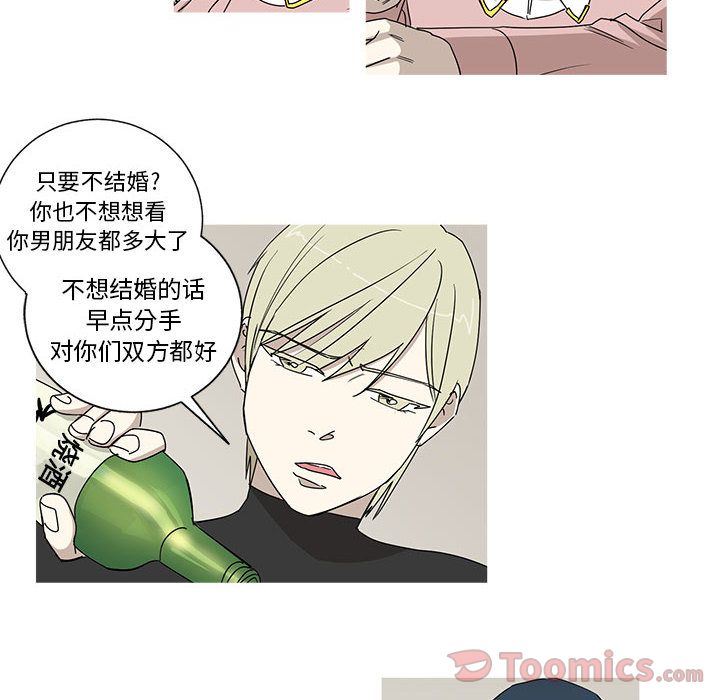 只要不结婚?
你也不想想看
你男朋友都多大了
不想结婚的话
早点分手
对你们双方都好
烧酒
Toomics.com